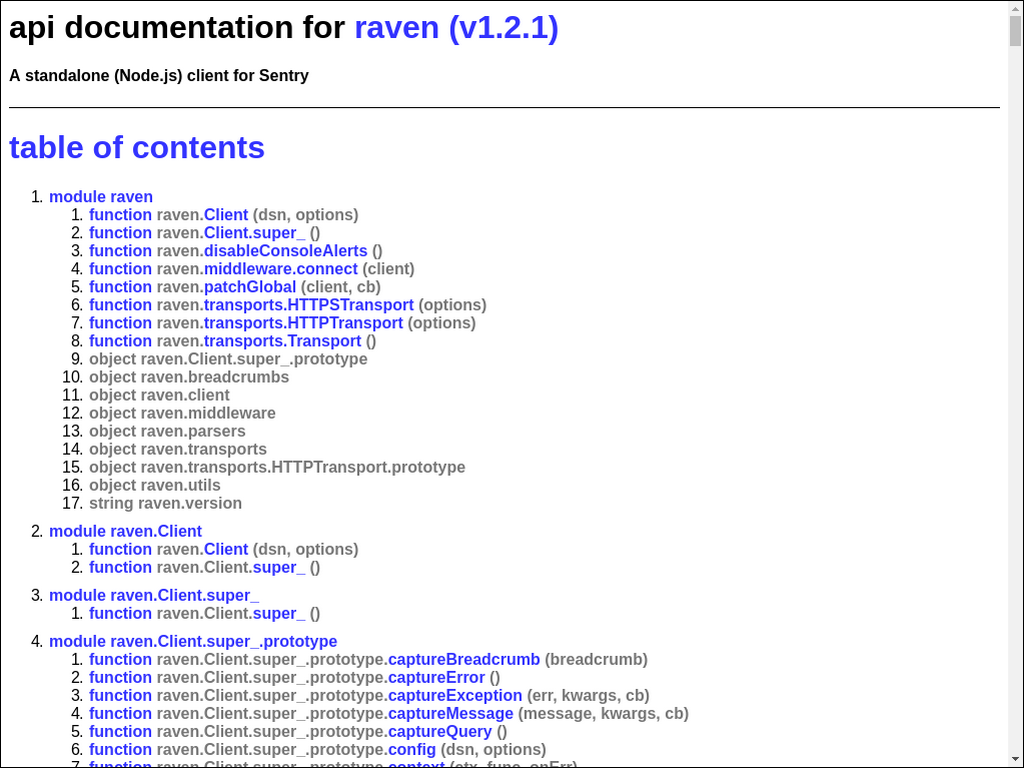 api documentation for raven (v1.2.1)
A standalone (Node.js) client for Sentry
table of contents
1. module raven
1. function raven.Client (dsn, options)
2. function raven.Client.super_ ()
3. function raven.disableConsoleAlerts ()
4. function raven.middleware.connect (client)
5. function raven.patchGlobal (client, cb)
6. function raven.transports.HTTPSTransport (options)
7. function raven.transports.HTTPTransport (options)
8. function raven.transports.Transport ()
9. object raven.Client.super_.prototype
10. object raven.breadcrumbs
11. object raven.client
12. object raven.middleware
13. object raven.parsers
14. object raven.transports
15. object raven.transports.HTTPTransport.prototype
16. object raven.utils
17. string raven.version
2. module raven.Client
1. function raven.Client (dsn, options)
2. function raven.Client.super_ ()
3. module raven.Client.super_
1. function raven.Client.super_ ()
4. module raven.Client.super_.prototype
1. function raven.Client.super_.prototype.captureBreadcrumb (breadcrumb)
2. function raven.Client.super_.prototype.captureError ()
3. function raven.Client.super_.prototype.captureException (err, kwargs, cb)
4. function raven.Client.super_.prototype.captureMessage (message, kwargs, cb)
5. function raven.Client.super_.prototype.captureQuery ()
6. function raven.Client.super_.prototype.config (dsn, options)
7. function raven.Client.super_.prototype.context (ctx, func, onErr)